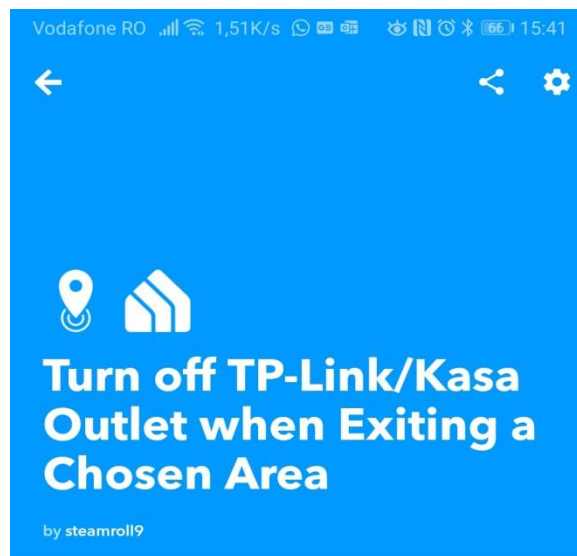 Vodafone RO 1,51K/s 66 15:41
Turn off TP-Link/Kasa
Outlet when Exiting a
Chosen Area
by steamroll9